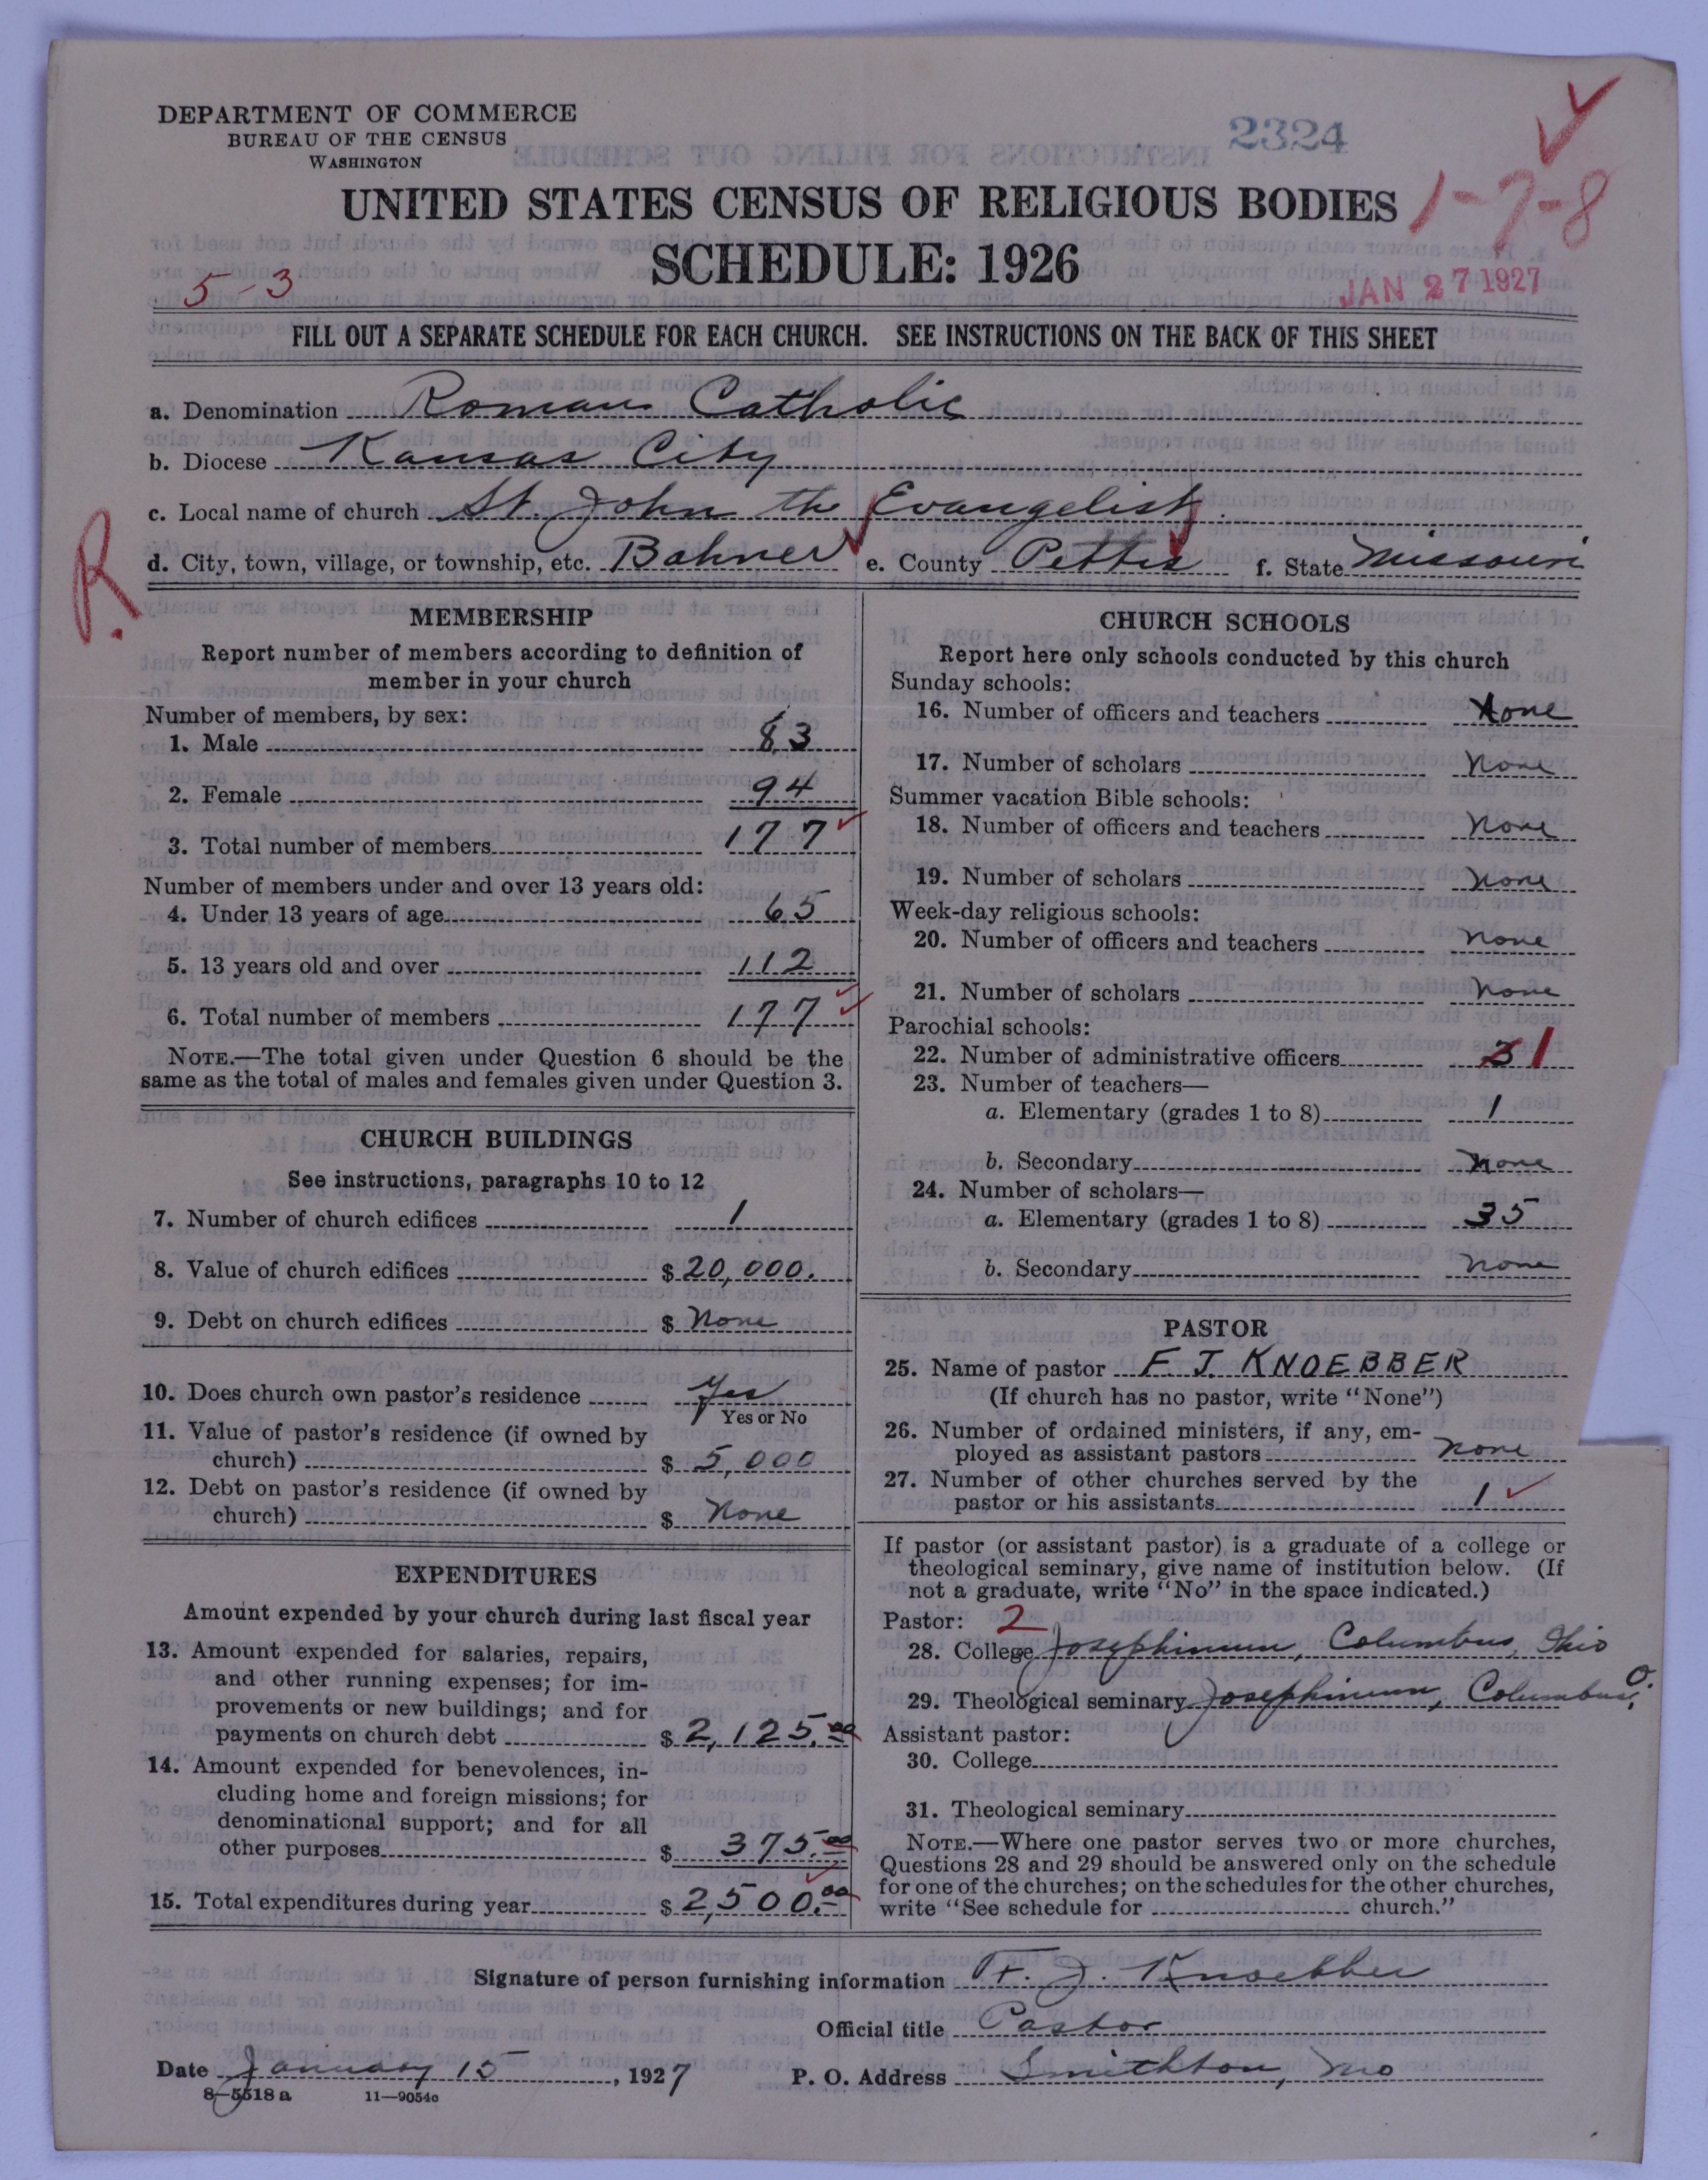 DEPARTMENT OF COMMERCE
BUREAU OF THE CENSUS
WASHINGTON
2324
UNITED STATES CENSUS OF RELIGIOUS BODIES
1-7-8
SCHEDULE: 1926
5-3
JAN 27 1927
FILL OUT A SEPARATE SCHEDULE FOR EACH CHURCH. SEE INSTRUCTIONS ON THE BACK OF THIS SHEET
a. Denomination Roman Catholic
b. Diocese Kansas City
c. Local name of church St. John the Evangelist
R.
d. City, town, village, or township, etc. Bahner e. County Pettis f. State Missouri
MEMBERSHIP
Report number of members according to definition of
member in your church
Number of members, by sex:
1. Male 83
2. Female 94
3. Total number of members 177
Number of members under and over 13 years old:
4. Under 13 years of age 65
5. 13 years old and over 112
6. Total number of members 177
NOTE.—The total given under Question 6 should be the
same as the total of males and females given under Question 3.
CHURCH BUILDINGS
See instructions, paragraphs 10 to 12
7. Number of church edifices 1
8. Value of church edifices $ 20,000.
9. Debt on church edifices $ None
10. Does church own pastor's residence Yes
Yes or No
11. Value of pastor's residence (if owned by
church) $ 5,000
12. Debt on pastor's residence (if owned by
church) $ None
EXPENDITURES
Amount expended by your church during last fiscal year
13. Amount expended for salaries, repairs,
and other running expenses; for im-
provements or new buildings; and for
payments on church debt $ 2,125.00
14. Amount expended for benevolences, in-
cluding home and foreign missions; for
denominational support; and for all
other purposes $ 375.00
15. Total expenditures during year $ 2,500.00
CHURCH SCHOOLS
Report here only schools conducted by this church
Sunday schools:
16. Number of officers and teachers None
17. Number of scholars None
Summer vacation Bible schools:
18. Number of officers and teachers None
19. Number of scholars None
Week-day religious schools:
20. Number of officers and teachers None
21. Number of scholars None
Parochial schools:
22. Number of administrative officers 3 1
23. Number of teachers—
a. Elementary (grades 1 to 8) 1
b. Secondary None
24. Number of scholars—
a. Elementary (grades 1 to 8) 35
b. Secondary None
PASTOR
25. Name of pastor F. J. KNOEBBER
(If church has no pastor, write "None")
26. Number of ordained ministers, if any, em-
ployed as assistant pastors None
27. Number of other churches served by the
pastor or his assistants 1
If pastor (or assistant pastor) is a graduate of a college or
theological seminary, give name of institution below. (If
not a graduate, write "No" in the space indicated.)
Pastor: 2
28. College Josephinum, Columbus, Ohio
29. Theological seminary Josephinum, Columbus, O.
Assistant pastor:
30. College
31. Theological seminary
NOTE.—Where one pastor serves two or more churches,
Questions 28 and 29 should be answered only on the schedule
for one of the churches; on the schedules for the other churches,
write "See schedule for church."
Signature of person furnishing information F. J. Knoebber
Official title Pastor
Date January 15, 1927 P. O. Address Smithton, Mo
8—5518 a 11—9054c